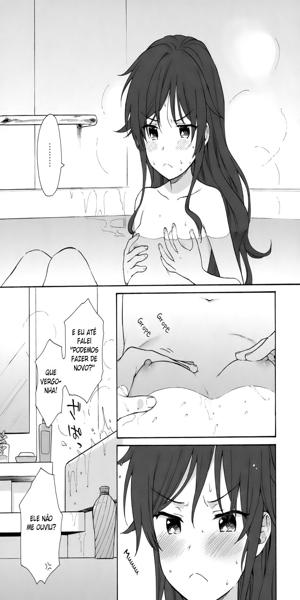 ........
E EU ATÉ
FALEI
"PODEMOS
FAZER DE
NOVO?"
QUE
VERGO-
NHA!
Grope
Grope
ELE NÃO
ME OUVIU?
Muuuu